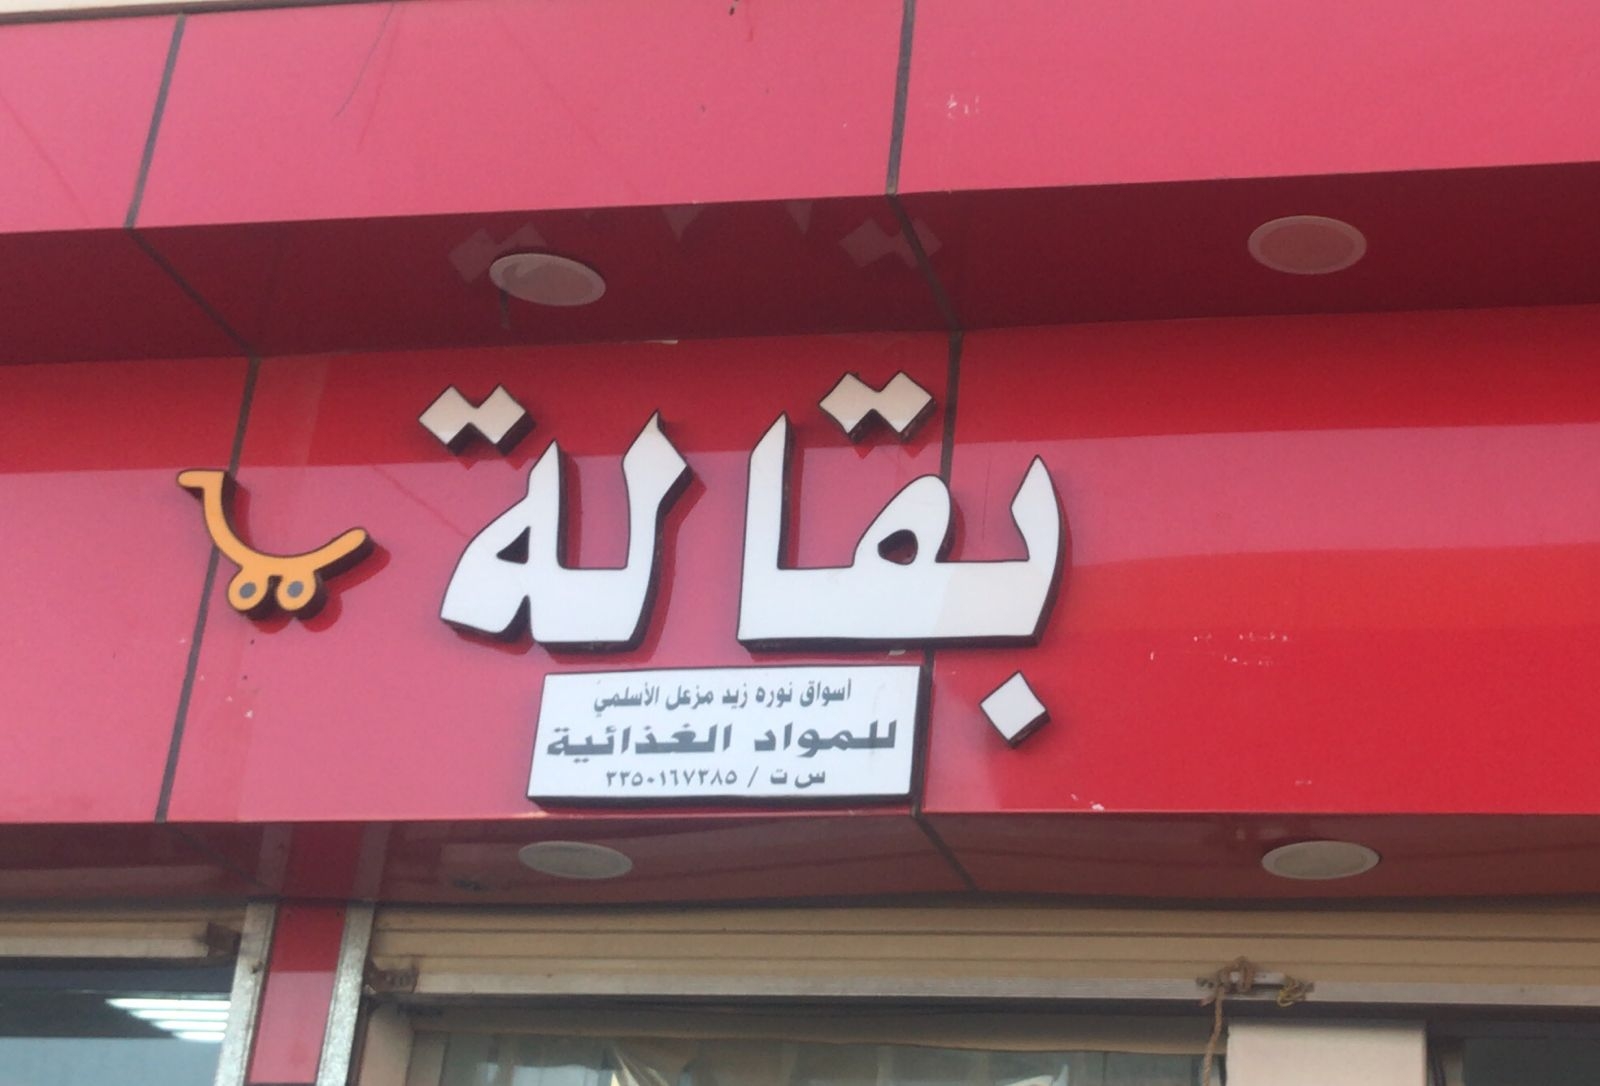 بقالة
أسواق نوره زيد مزعل الأسلمي
للمواد الغذائية
س ت / ٣٣٥٠١٦٧٣٨٥